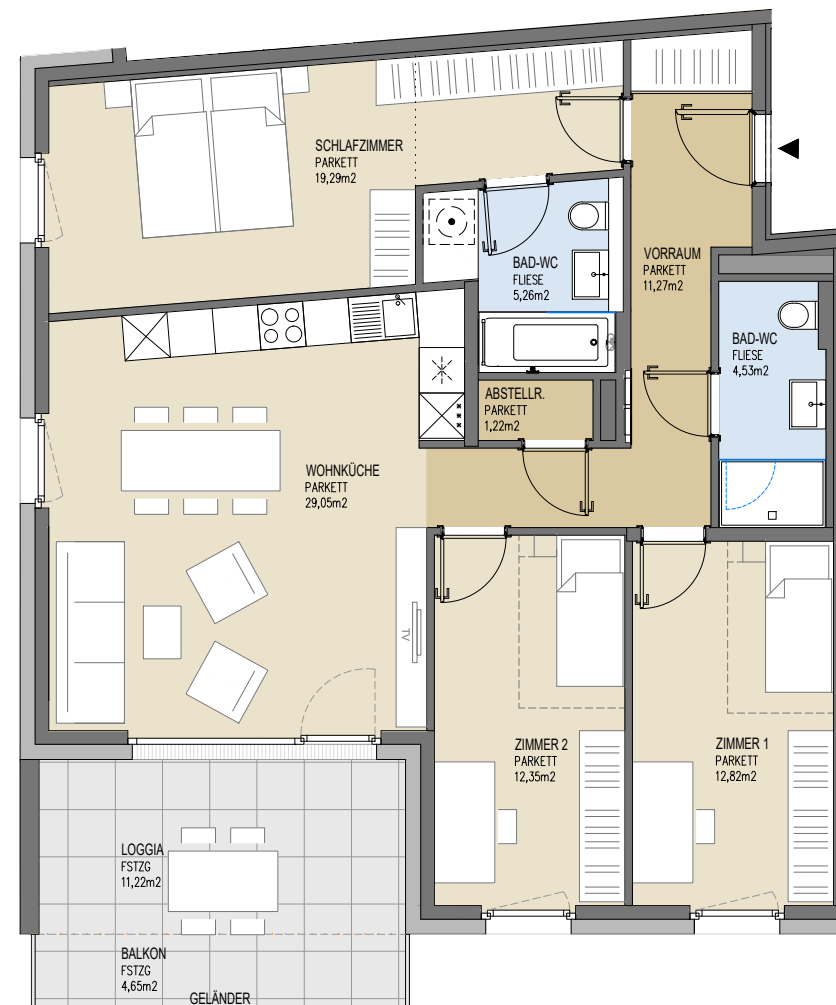 SCHLAFZIMMER
PARKETT
19,29m2
VORRAUM
PARKETT
11,27m2
BAD-WC
FLIESE
5,26m2
BAD-WC
FLIESE
4,53m2
ABSTELLR.
PARKETT
1,22m2
WOHNKÜCHE
PARKETT
29,05m2
TV
ZIMMER 2
PARKETT
12,35m2
ZIMMER 1
PARKETT
12,82m2
LOGGIA
FSTZG
11,22m2
BALKON
FSTZG
4,65m2
GELÄNDER